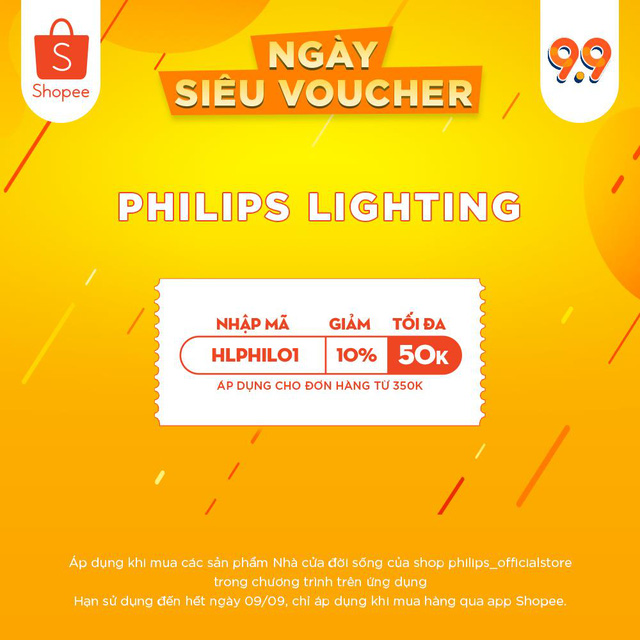 Shopee
NGÀY
SIÊU VOUCHER
9.9
PHILIPS LIGHTING
NHẬP MÃ GIẢM TỐI ĐA
HLPHIL01 10% 50K
ÁP DỤNG CHO ĐƠN HÀNG TỪ 350K
Áp dụng khi mua các sản phẩm Nhà cửa đời sống của shop philips_officialstore
trong chương trình trên ứng dụng
Hạn sử dụng đến hết ngày 09/09, chỉ áp dụng khi mua hàng qua app Shopee.